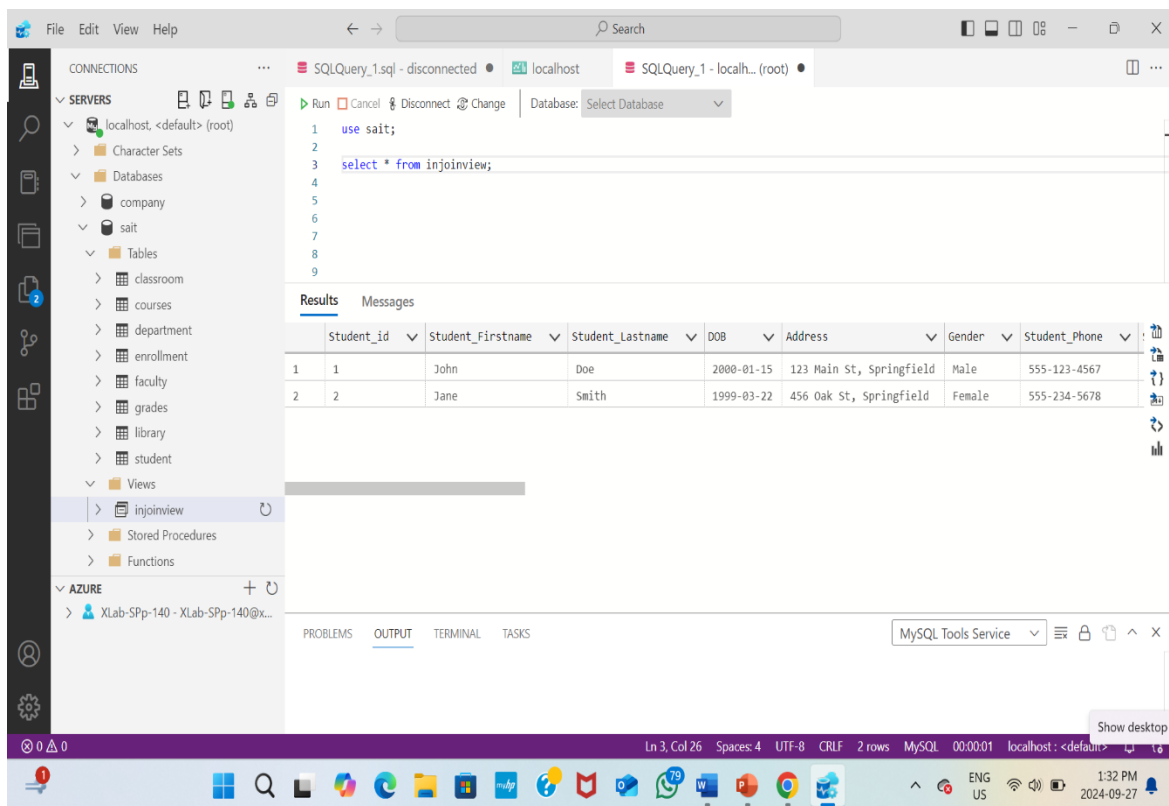 File Edit View Help
Search
CONNECTIONS
SQLQuery_1.sql - disconnected
localhost
SQLQuery_1 - localh... (root)
SERVERS
localhost, <default> (root)
Character Sets
Databases
company
sait
Tables
classroom
courses
department
enrollment
faculty
grades
library
student
Views
injoinview
Stored Procedures
Functions
AZURE
XLab-SPp-140 - XLab-SPp-140@x...
Run Cancel Disconnect Change Database: Select Database
1 use sait;
2
3 select * from injoinview;
4
5
6
7
8
9
Results Messages
Student_id Student_Firstname Student_Lastname DOB Address Gender Student_Phone
1 1 John Doe 2000-01-15 123 Main St, Springfield Male 555-123-4567
2 2 Jane Smith 1999-03-22 456 Oak St, Springfield Female 555-234-5678
PROBLEMS OUTPUT TERMINAL TASKS
MySQL Tools Service
Show desktop
0 0
Ln 3, Col 26 Spaces: 4 UTF-8 CRLF 2 rows MySQL 00:00:01 localhost : <default>
2
1
myhp
79
ENG
US
1:32 PM
2024-09-27